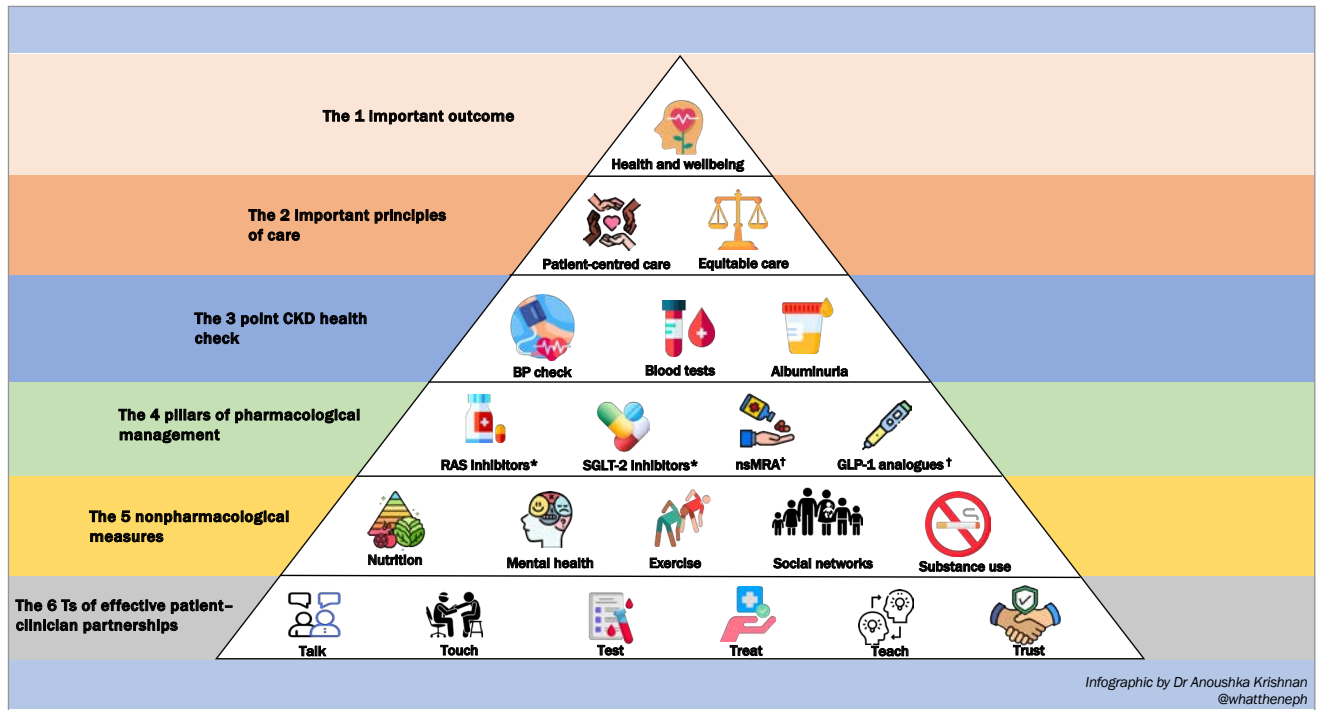 The 1 important outcome
Health and wellbeing
The 2 important principles
of care
Patient-centred care
Equitable care
The 3 point CKD health
check
BP check
Blood tests
Albuminuria
The 4 pillars of pharmacological
management
RAS inhibitors*
SGLT-2 inhibitors*
nsMRA†
GLP-1 analogues †
The 5 nonpharmacological
measures
Nutrition
Mental health
Exercise
Social networks
Substance use
The 6 Ts of effective patient–
clinician partnerships
Talk
Touch
Test
Treat
Teach
Trust
Infographic by Dr Anoushka Krishnan
@whattheneph